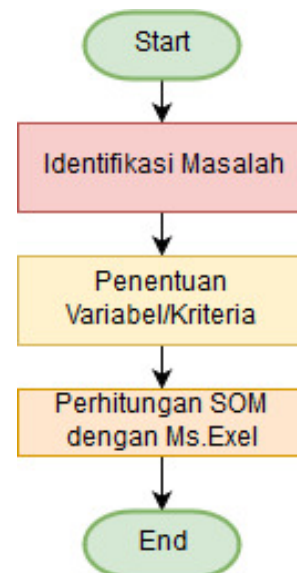 Start
Identifikasi Masalah
Penentuan
Variabel/Kriteria
Perhitungan SOM
dengan Ms.Exel
End